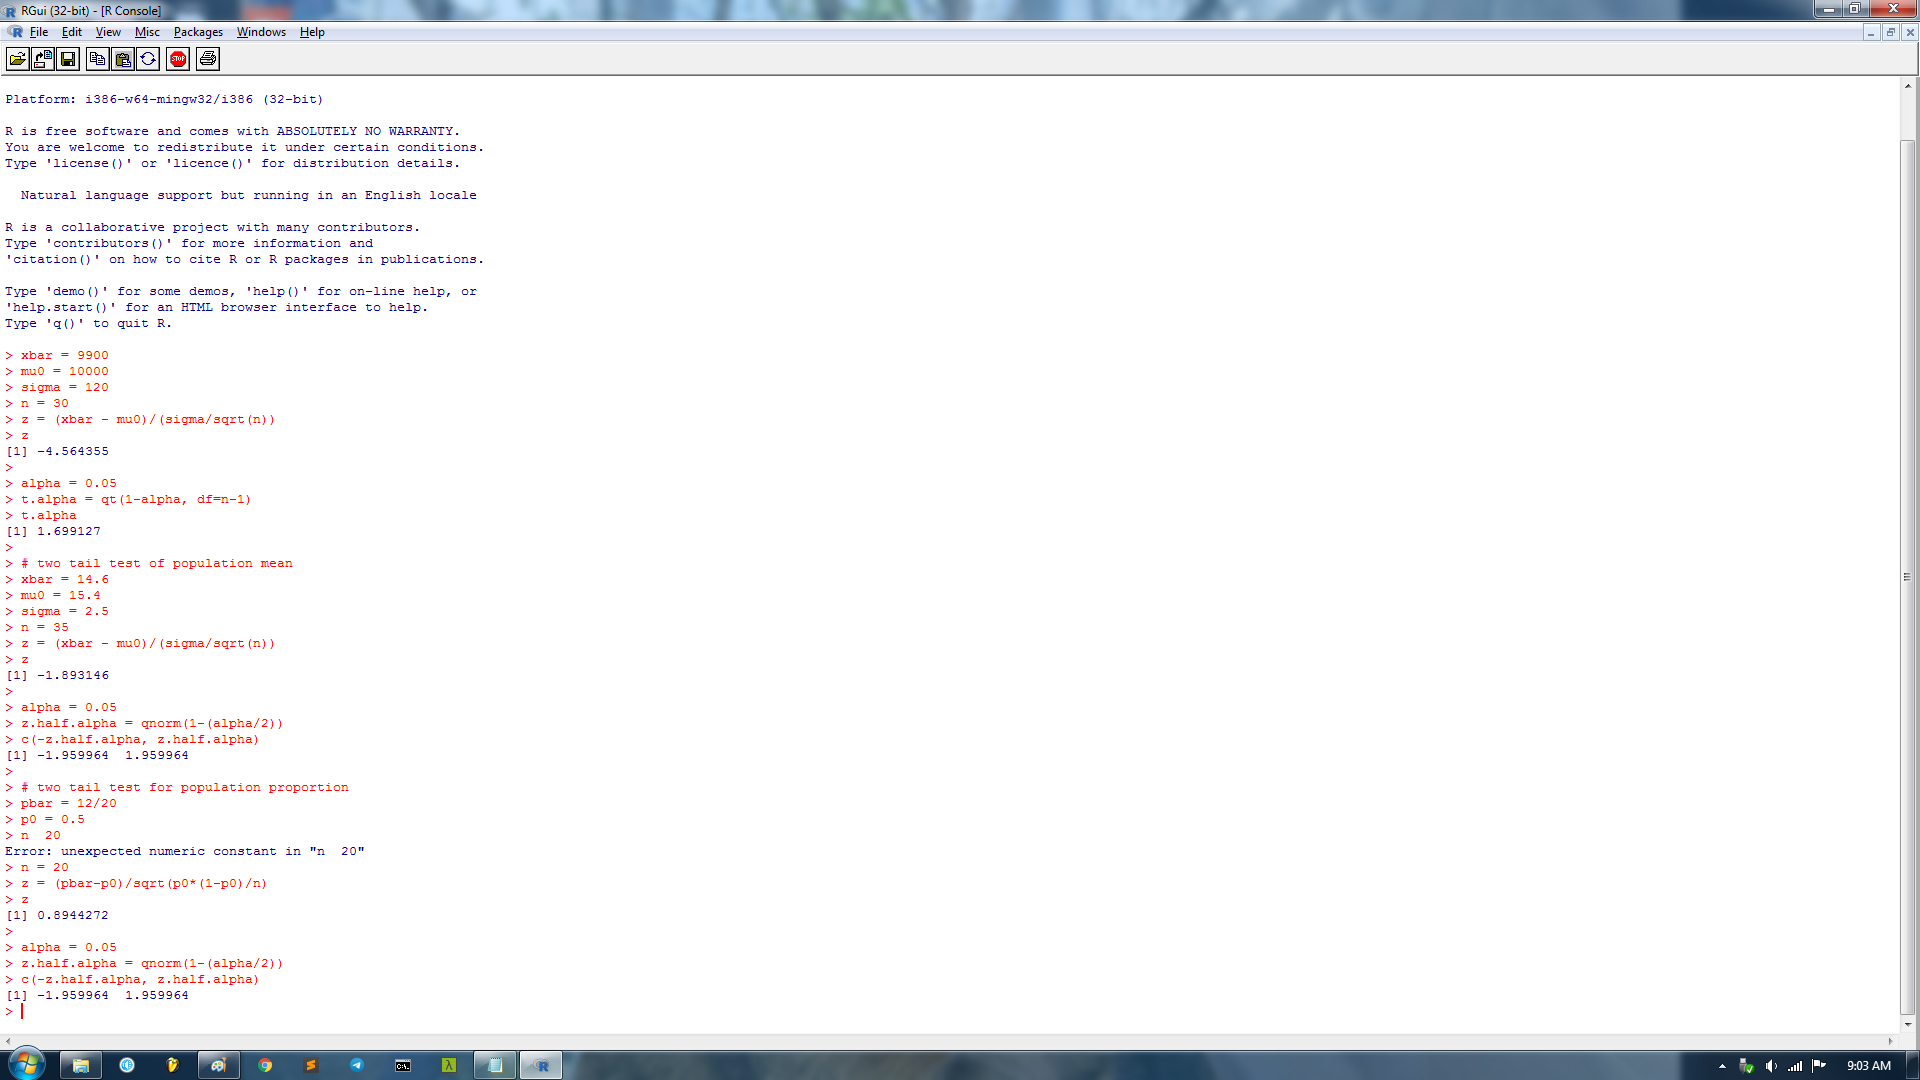 RGui (32-bit) - [R Console]
File Edit View Misc Packages Windows Help
STOP
Platform: i386-w64-mingw32/i386 (32-bit)
R is free software and comes with ABSOLUTELY NO WARRANTY.
You are welcome to redistribute it under certain conditions.
Type 'license()' or 'licence()' for distribution details.
Natural language support but running in an English locale
R is a collaborative project with many contributors.
Type 'contributors()' for more information and
'citation()' on how to cite R or R packages in publications.
Type 'demo()' for some demos, 'help()' for on-line help, or
'help.start()' for an HTML browser interface to help.
Type 'q()' to quit R.
> xbar = 9900
> mu0 = 10000
> sigma = 120
> n = 30
> z = (xbar - mu0)/(sigma/sqrt(n))
> z
[1] -4.564355
>
> alpha = 0.05
> t.alpha = qt(1-alpha, df=n-1)
> t.alpha
[1] 1.699127
>
> # two tail test of population mean
> xbar = 14.6
> mu0 = 15.4
> sigma = 2.5
> n = 35
> z = (xbar - mu0)/(sigma/sqrt(n))
> z
[1] -1.893146
>
> alpha = 0.05
> z.half.alpha = qnorm(1-(alpha/2))
> c(-z.half.alpha, z.half.alpha)
[1] -1.959964  1.959964
>
> # two tail test for population proportion
> pbar = 12/20
> p0 = 0.5
> n  20
Error: unexpected numeric constant in "n  20"
> n = 20
> z = (pbar-p0)/sqrt(p0*(1-p0)/n)
> z
[1] 0.8944272
>
> alpha = 0.05
> z.half.alpha = qnorm(1-(alpha/2))
> c(-z.half.alpha, z.half.alpha)
[1] -1.959964  1.959964
>
9:03 AM